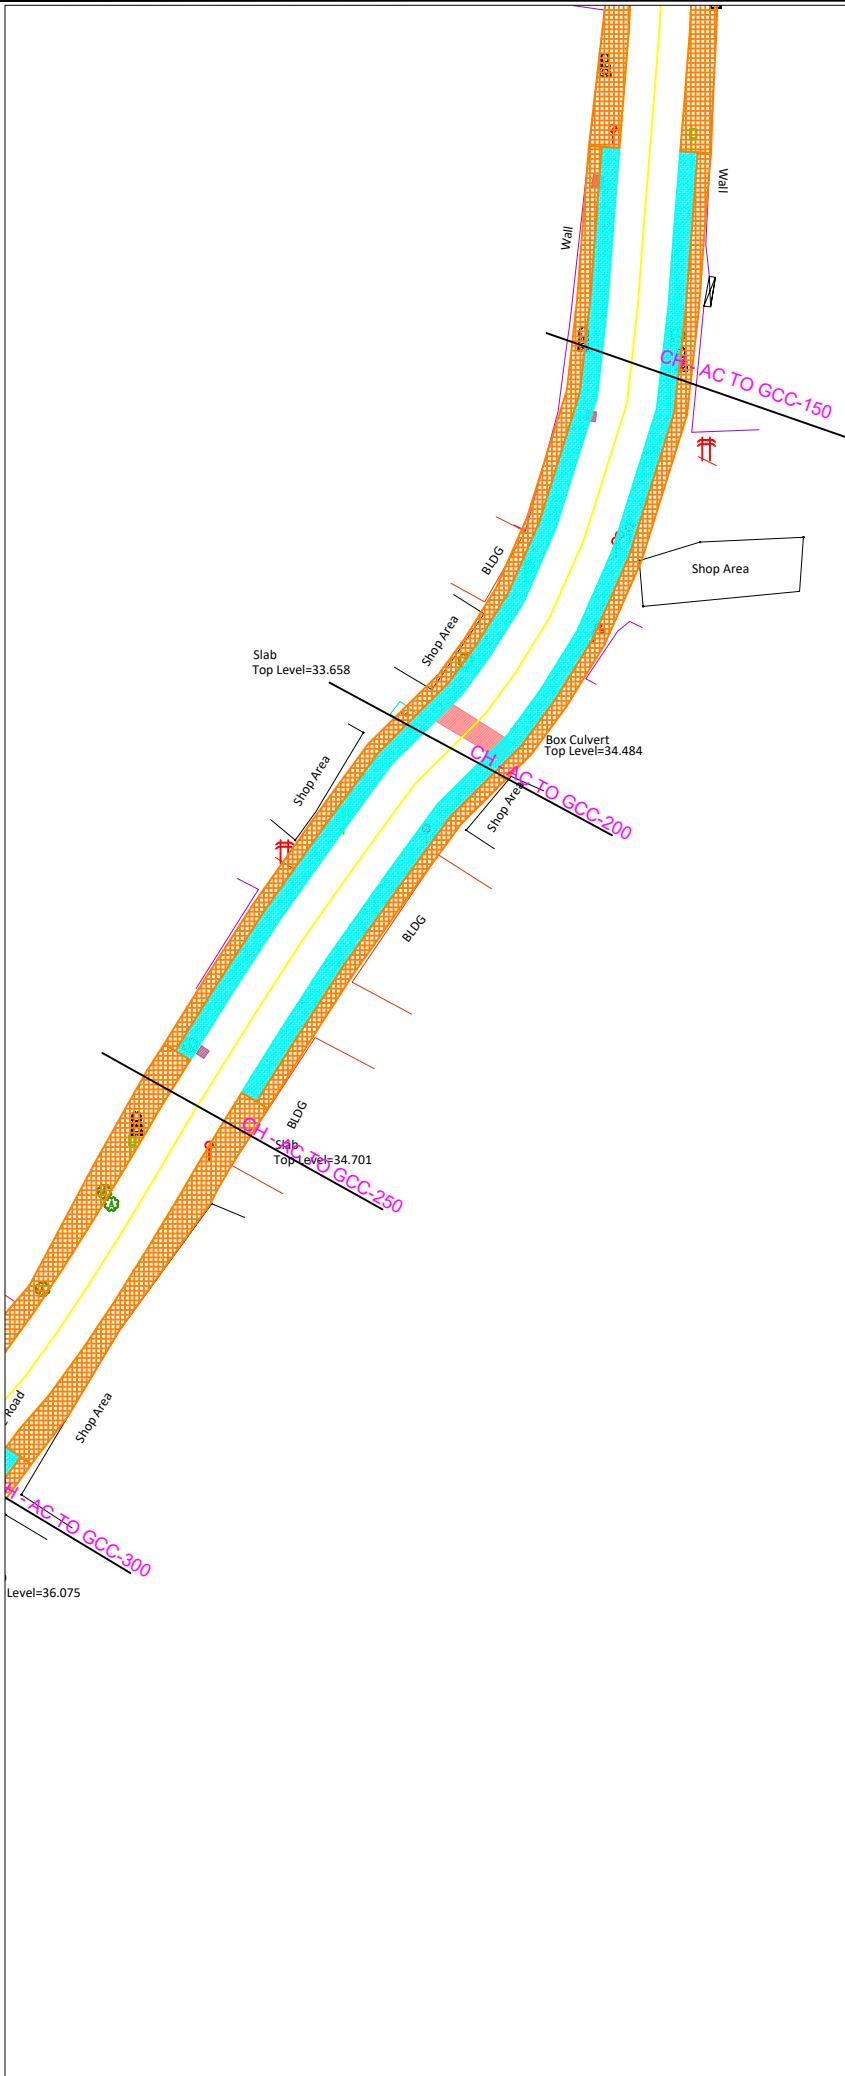 Wall
Wall
CH - AC TO GCC-150
BLDG
Shop Area
Shop Area
Slab
Top Level=33.658
Box Culvert
Top Level=34.484
CH - AC TO GCC-200
Shop Area
Shop Area
BLDG
BLDG
CH - AC TO GCC-250
Slab
Top Level=34.701
Road
Shop Area
H - AC TO GCC-300
Level=36.075